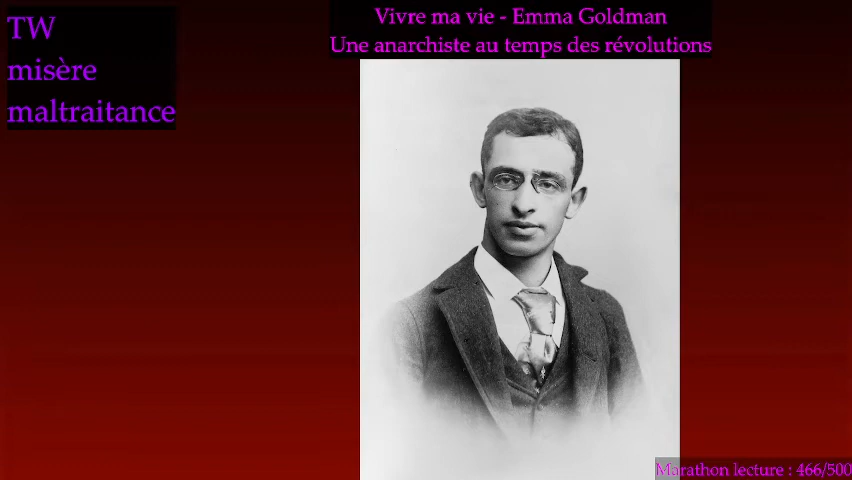 TW
misère
maltraitance
Vivre ma vie - Emma Goldman
Une anarchiste au temps des révolutions
Marathon lecture : 466/500